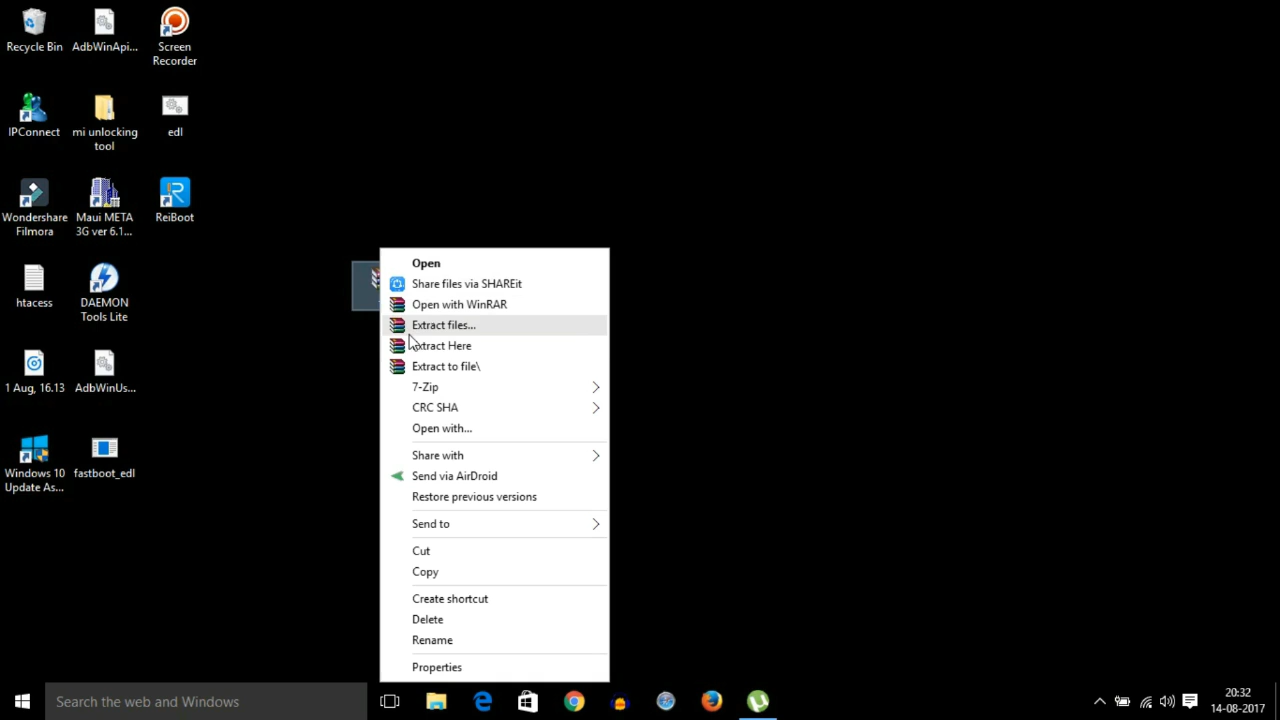 Recycle Bin
AdbWinApi...
Screen
Recorder
IPConnect
mi unlocking
tool
edl
Wondershare
Filmora
Maui META
3G ver 6.1...
ReiBoot
htacess
DAEMON
Tools Lite
1 Aug, 16.13
AdbWinUs...
Windows 10
Update As...
fastboot_edl
Open
Share files via SHAREit
Open with WinRAR
Extract files...
Extract Here
Extract to file\
7-Zip
CRC SHA
Open with...
Share with
Send via AirDroid
Restore previous versions
Send to
Cut
Copy
Create shortcut
Delete
Rename
Properties
Search the web and Windows
20:32
14-08-2017